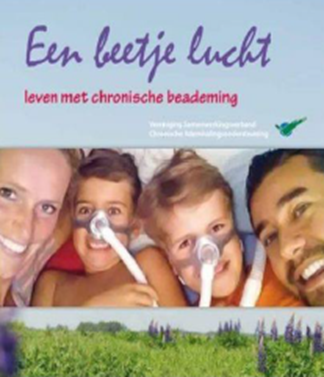 Een beetje lucht
leven met chronische beademing
Vereniging Samenwerkingsverband
Chronische Ademhalingsondersteuning